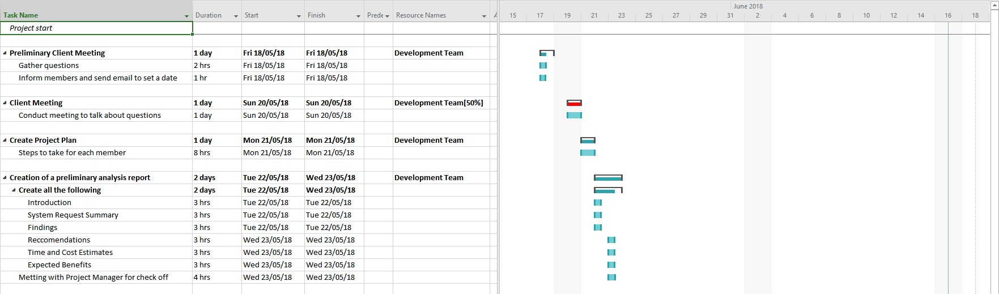 June 2018
Task Name Duration Start Finish Prede Resource Names A 15 17 19 21 23 25 27 29 31 2 4 6 8 10 12 14 16 18
Project start
Preliminary Client Meeting 1 day Fri 18/05/18 Fri 18/05/18 Development Team
Gather questions 2 hrs Fri 18/05/18 Fri 18/05/18
Inform members and send email to set a date 1 hr Fri 18/05/18 Fri 18/05/18
Client Meeting 1 day Sun 20/05/18 Sun 20/05/18 Development Team[50%]
Conduct meeting to talk about questions 1 day Sun 20/05/18 Sun 20/05/18
Create Project Plan 1 day Mon 21/05/18 Mon 21/05/18 Development Team
Steps to take for each member 8 hrs Mon 21/05/18 Mon 21/05/18
Creation of a preliminary analysis report 2 days Tue 22/05/18 Wed 23/05/18 Development Team
Create all the following 2 days Tue 22/05/18 Wed 23/05/18
Introduction 3 hrs Tue 22/05/18 Tue 22/05/18
System Request Summary 3 hrs Tue 22/05/18 Tue 22/05/18
Findings 3 hrs Tue 22/05/18 Tue 22/05/18
Reccomendations 3 hrs Wed 23/05/18 Wed 23/05/18
Time and Cost Estimates 3 hrs Wed 23/05/18 Wed 23/05/18
Expected Benefits 3 hrs Wed 23/05/18 Wed 23/05/18
Metting with Project Manager for check off 4 hrs Wed 23/05/18 Wed 23/05/18